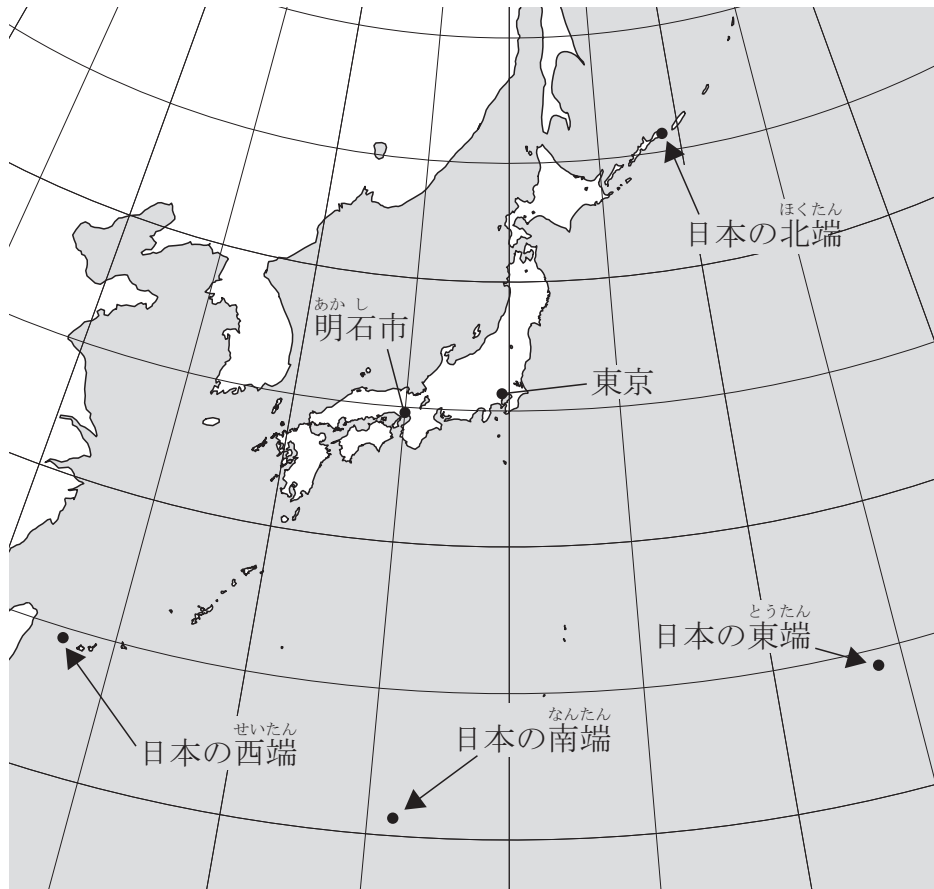 ほくたん
日本の北端
あかし
明石市
東京
とうたん
日本の東端
せいたん
日本の西端
なんたん
日本の南端